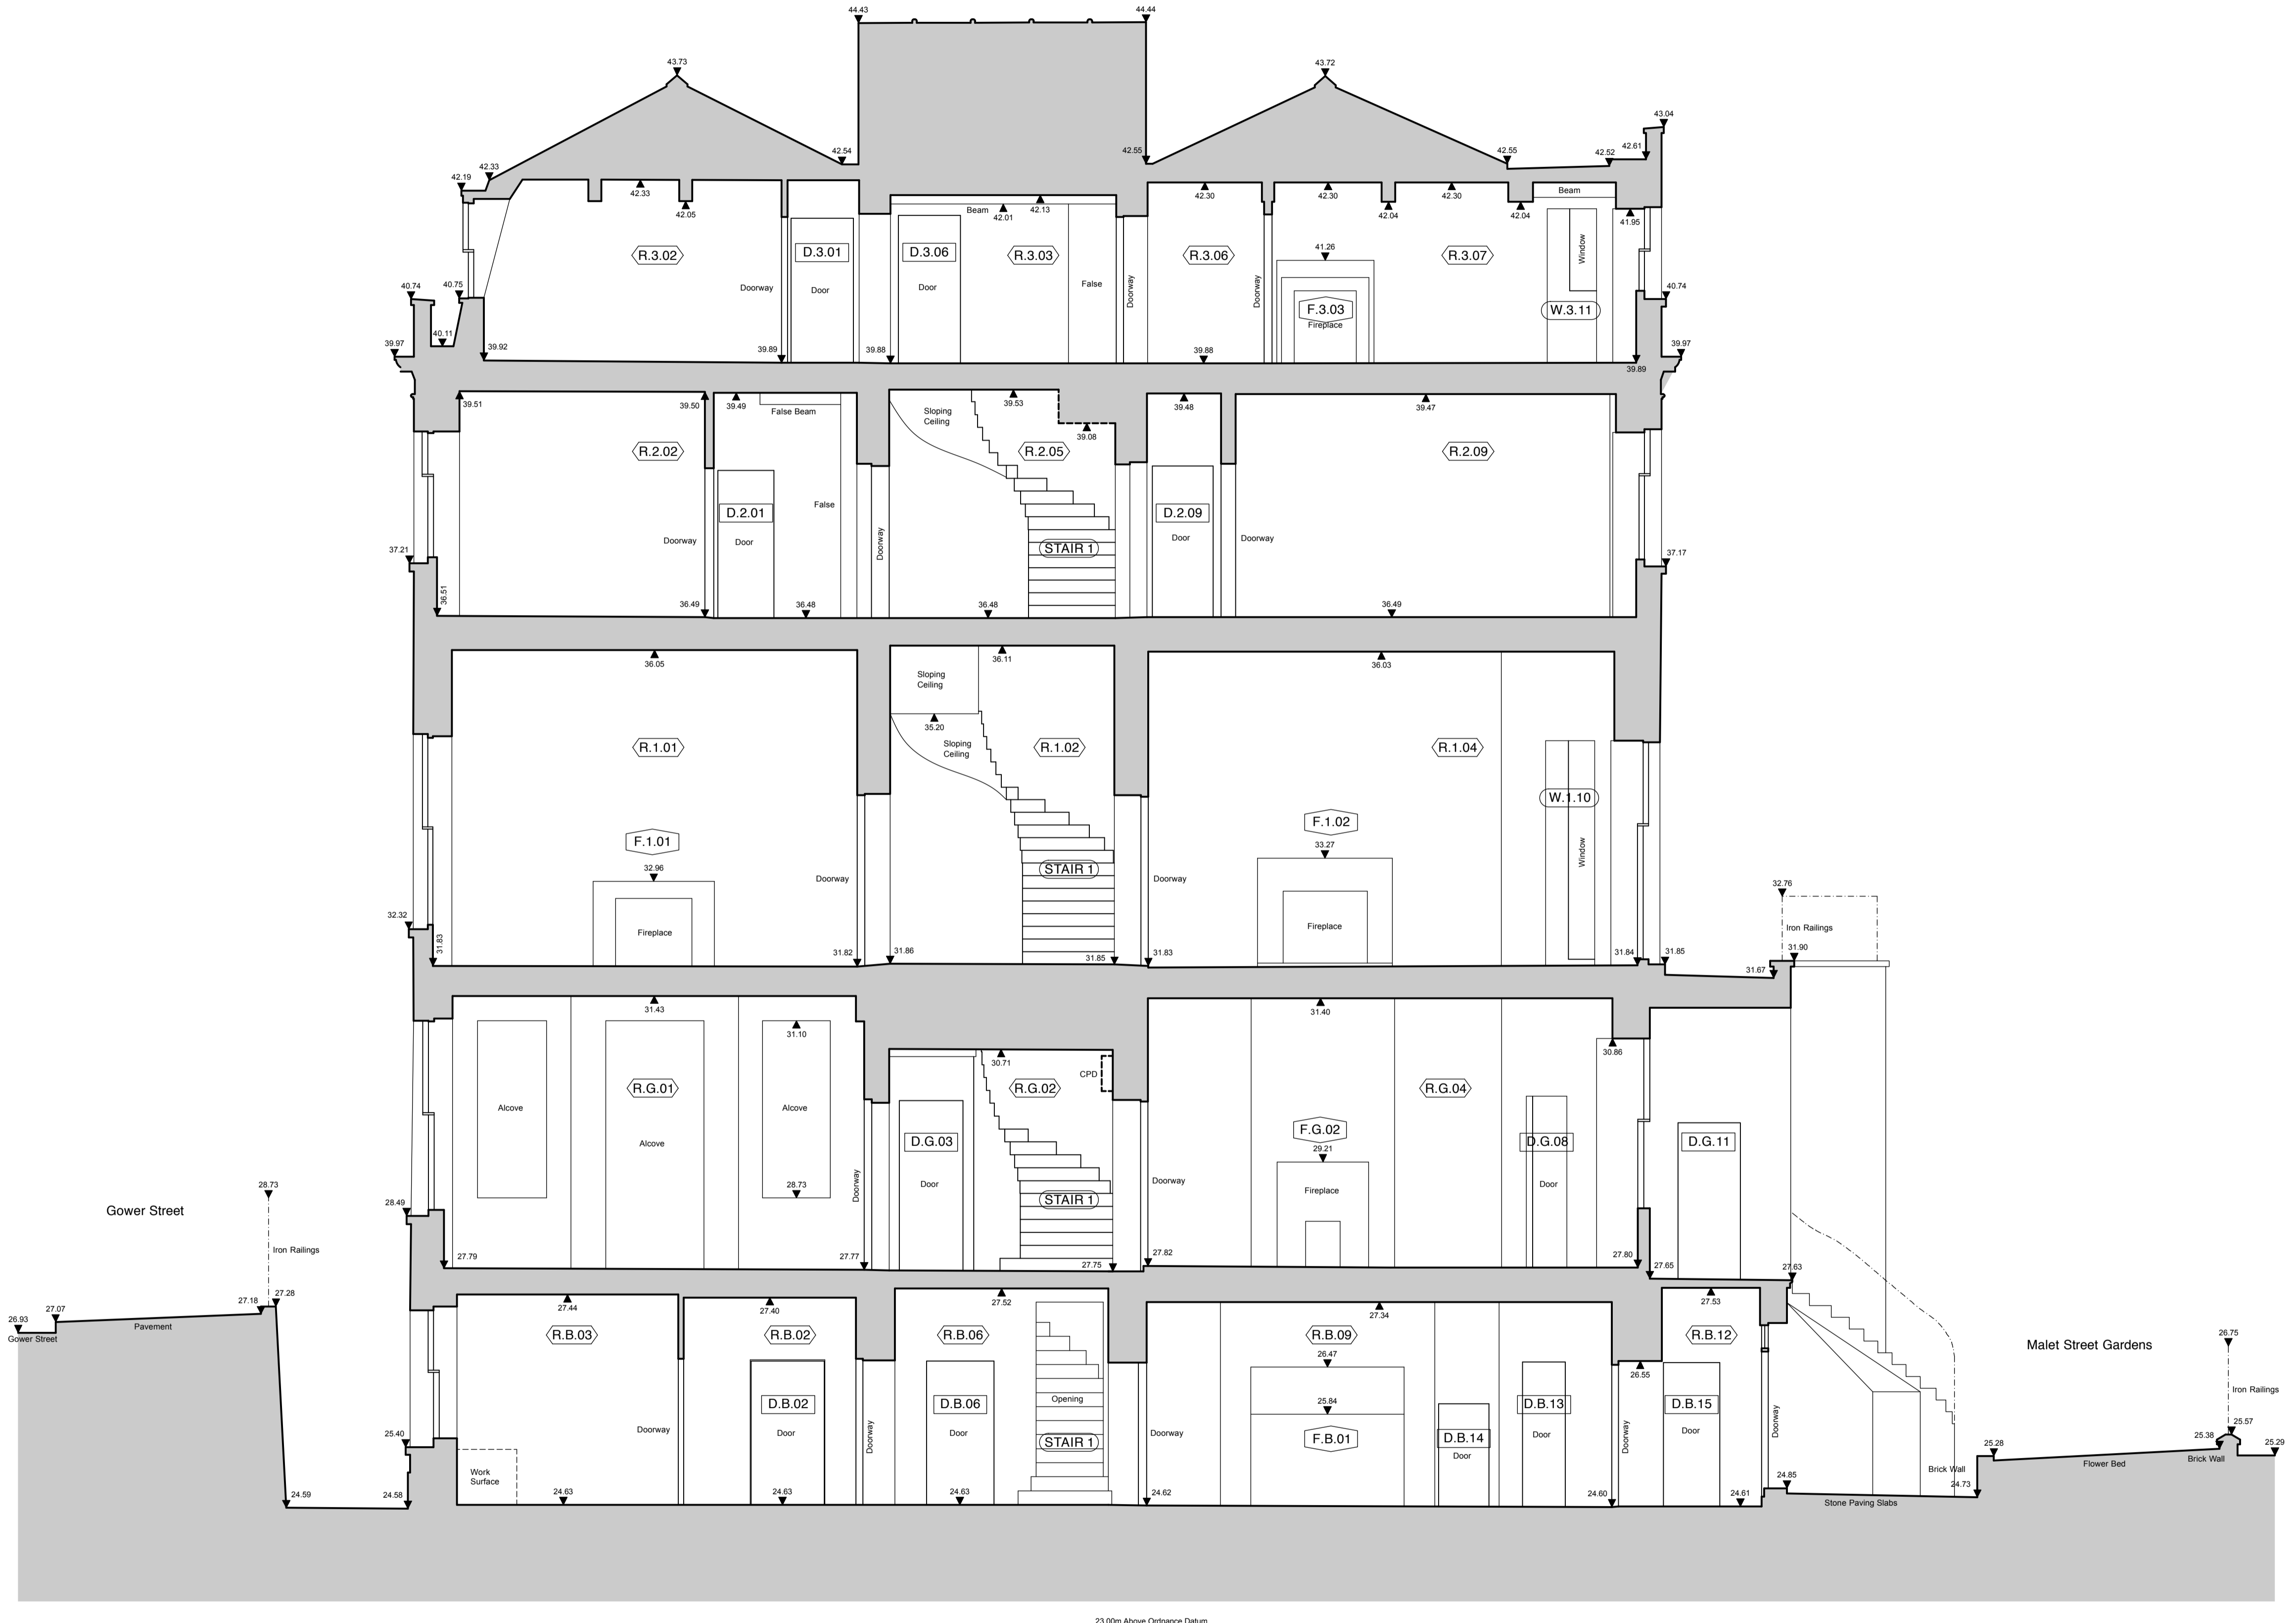 44.43
44.44
43.73
43.72
43.04
42.54
42.55
42.55
42.52
42.61
42.33
42.19
42.33
42.05
Beam
42.01
42.13
42.30
42.30
42.04
42.30
42.04
Beam
41.95
R.3.02
D.3.01
D.3.06
R.3.03
R.3.06
41.26
R.3.07
Window
Doorway
Door
Door
False
Doorway
Doorway
F.3.03
Fireplace
W.3.11
40.74
40.75
40.11
40.74
39.97
39.92
39.89
39.88
39.88
39.89
39.97
39.51
39.50
39.49
False Beam
Sloping
Ceiling
39.53
39.08
39.48
39.47
R.2.02
R.2.05
R.2.09
D.2.01
False
D.2.09
Doorway
Door
Doorway
STAIR 1
Door
Doorway
37.21
37.17
36.51
36.49
36.48
36.48
36.49
36.05
Sloping
Ceiling
36.11
36.03
35.20
R.1.01
Sloping
Ceiling
R.1.02
R.1.04
W.1.10
F.1.01
F.1.02
32.96
33.27
Window
Doorway
STAIR 1
Doorway
Fireplace
Fireplace
32.32
32.76
Iron Railings
31.83
31.82
31.86
31.85
31.83
31.84
31.85
31.67
31.90
31.43
31.10
30.71
CPD
31.40
30.86
R.G.01
R.G.02
R.G.04
Alcove
Alcove
Alcove
D.G.03
F.G.02
29.21
D.G.08
D.G.11
Doorway
Door
STAIR 1
Doorway
Fireplace
Door
28.73
28.73
28.49
Gower Street
Iron Railings
27.79
27.77
27.75
27.82
27.80
27.65
27.63
27.18
27.28
26.93
27.07
Gower Street
Pavement
27.44
27.40
27.52
27.34
27.53
R.B.03
R.B.02
R.B.06
R.B.09
R.B.12
26.47
26.55
Malet Street Gardens
26.75
D.B.02
D.B.06
Opening
25.84
D.B.13
D.B.15
Iron Railings
Doorway
Door
Doorway
Door
STAIR 1
Doorway
F.B.01
D.B.14
Door
Door
Doorway
Door
Doorway
25.40
25.57
25.38
25.29
25.28
Work
Surface
Brick Wall
Flower Bed
Brick Wall
24.59
24.58
24.63
24.63
24.63
24.62
24.60
24.61
24.85
24.73
Stone Paving Slabs
23.00m Above Ordnance Datum